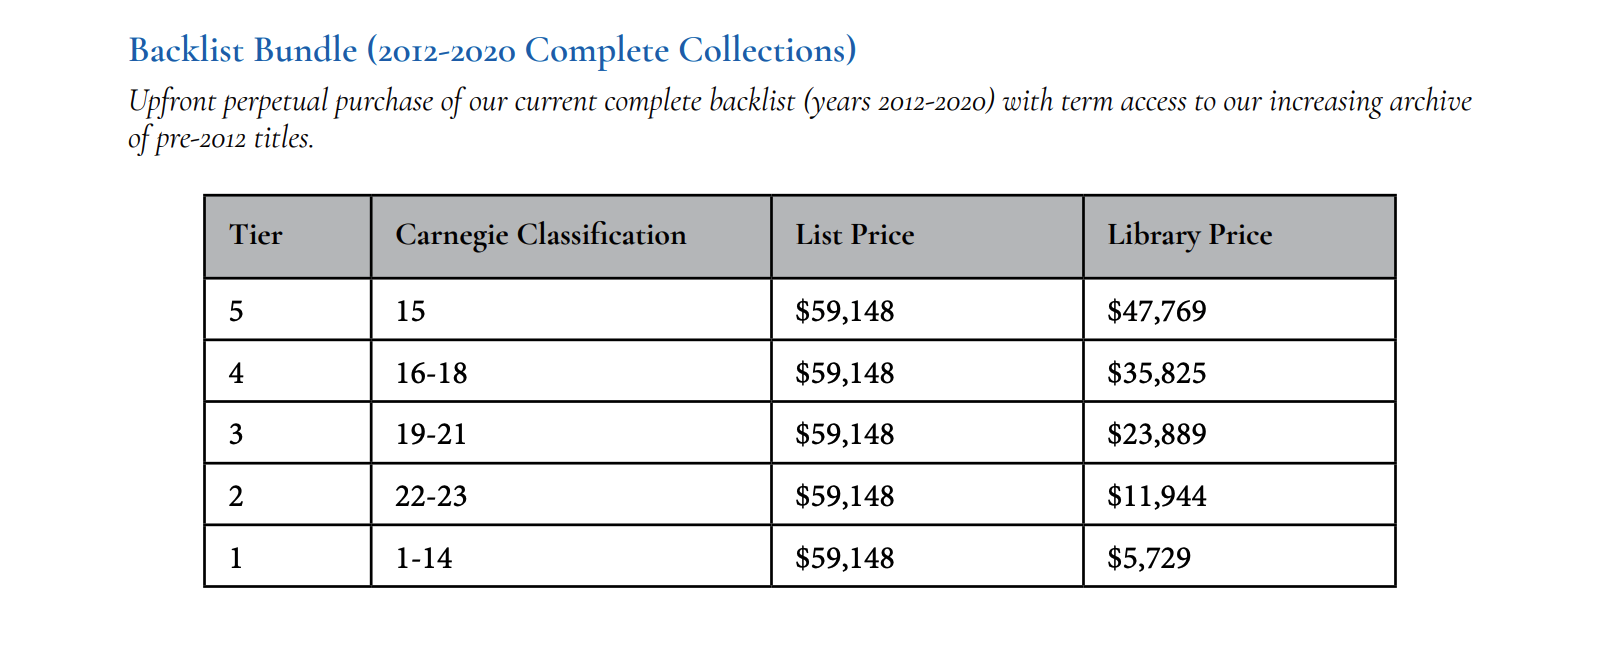 Backlist Bundle (2012-2020 Complete Collections)
Upfront perpetual purchase of our current complete backlist (years 2012-2020) with term access to our increasing archive
of pre-2012 titles.
Tier Carnegie Classification List Price Library Price
5 15 $59,148 $47,769
4 16-18 $59,148 $35,825
3 19-21 $59,148 $23,889
2 22-23 $59,148 $11,944
1 1-14 $59,148 $5,729